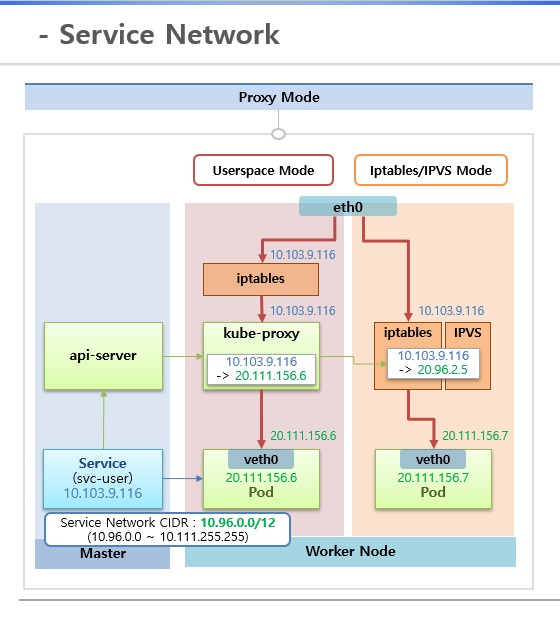 - Service Network
Proxy Mode
Userspace Mode
Iptables/IPVS Mode
eth0
10.103.9.116
iptables
10.103.9.116
10.103.9.116
api-server
kube-proxy
10.103.9.116
-> 20.111.156.6
iptables
IPVS
10.103.9.116
-> 20.96.2.5
20.111.156.6
20.111.156.7
Service
(svc-user)
10.103.9.116
veth0
20.111.156.6
Pod
veth0
20.111.156.7
Pod
Service Network CIDR : 10.96.0.0/12
(10.96.0.0 ~ 10.111.255.255)
Master
Worker Node